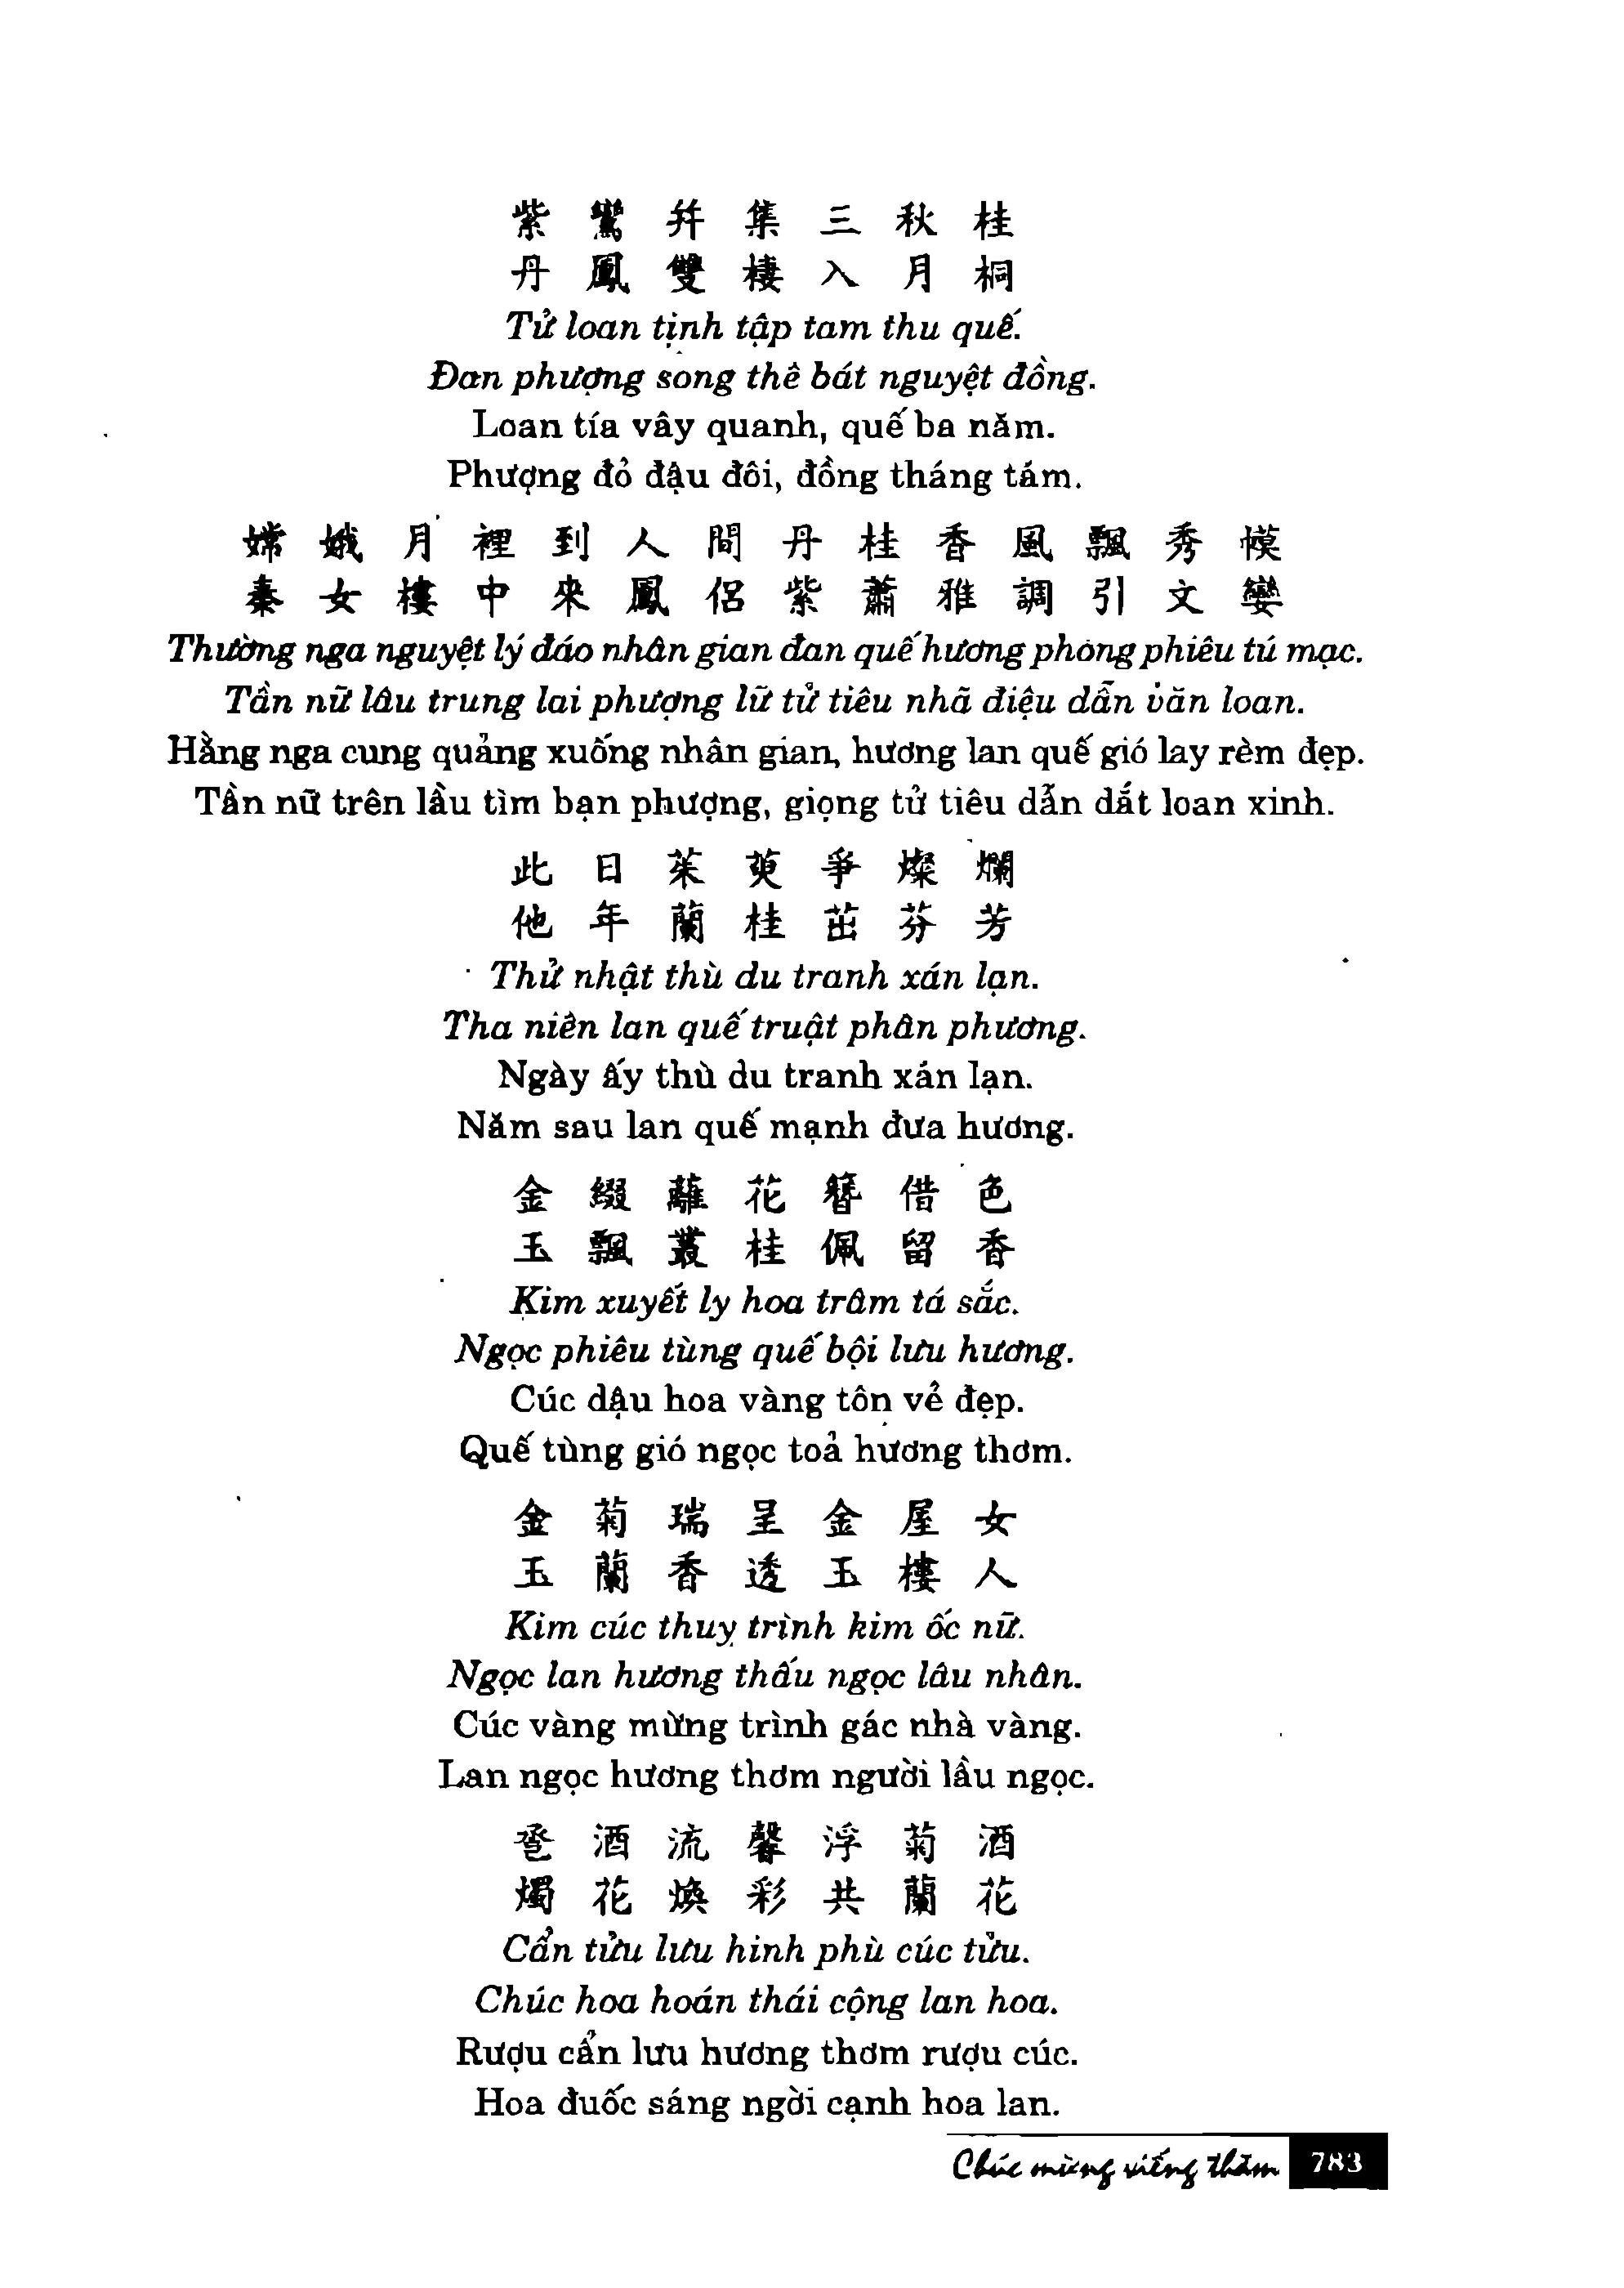 紫鸞并集三秋桂
丹鳳雙棲入月桐
Tử loan tịnh tập tam thu quế.
Đan phượng song thê bát nguyệt đồng.
Loan tía vây quanh, quế ba năm.
Phượng đỏ đậu đôi, đồng tháng tám.
嫦娥月裡到人間丹桂香風飄秀幙
秦女樓中來鳳侶紫蕭雅調引文鸞
Thường nga nguyệt lý đáo nhân gian đan quế hương phong phiêu tú mạc.
Tần nữ lâu trung lai phượng lữ tử tiêu nhã điệu dẫn văn loan.
Hằng nga cung quảng xuống nhân gian, hương lan quế gió lay rèm đẹp.
Tần nữ trên lầu tìm bạn phượng, giọng tử tiêu dẫn dắt loan xinh.
此日茱萸爭燦爛
他年蘭桂茁芬芳
Thử nhật thù du tranh xán lạn.
Tha niên lan quế truật phân phương.
Ngày ấy thù du tranh xán lạn.
Năm sau lan quế mạnh đưa hương.
金綴蘺花簪借色
玉飄叢桂佩留香
Kim xuyết ly hoa trâm tá sắc.
Ngọc phiêu tùng quế bội lưu hương.
Cúc dậu hoa vàng tôn vẻ đẹp.
Quế tùng gió ngọc toả hương thơm.
金菊瑞呈金屋女
玉蘭香透玉樓人
Kim cúc thuỵ trình kim ốc nữ.
Ngọc lan hương thấu ngọc lâu nhân.
Cúc vàng mừng trình gác nhà vàng.
Lan ngọc hương thơm người lầu ngọc.
卺酒流馨浮菊酒
燭花煥彩共蘭花
Cẩn tửu lưu hinh phù cúc tửu.
Chúc hoa hoán thái cộng lan hoa.
Rượu cẩn lưu hương thơm rượu cúc.
Hoa đuốc sáng ngời cạnh hoa lan.
Chúc mừng viếng thăm 783